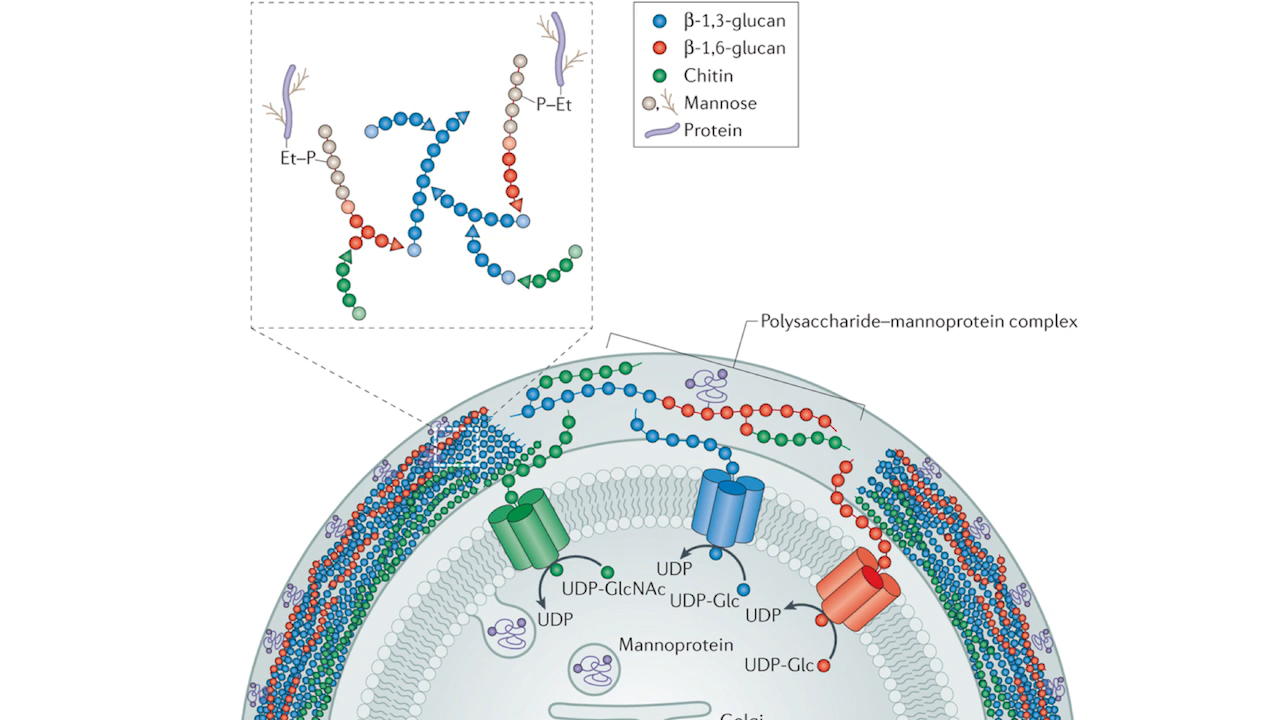 β-1,3-glucan
β-1,6-glucan
Chitin
, Mannose
Protein
P–Et
Et–P
Polysaccharide–mannoprotein complex
UDP
UDP-GlcNAc
UDP-Glc
UDP
UDP
Mannoprotein
UDP-Glc
Golgi